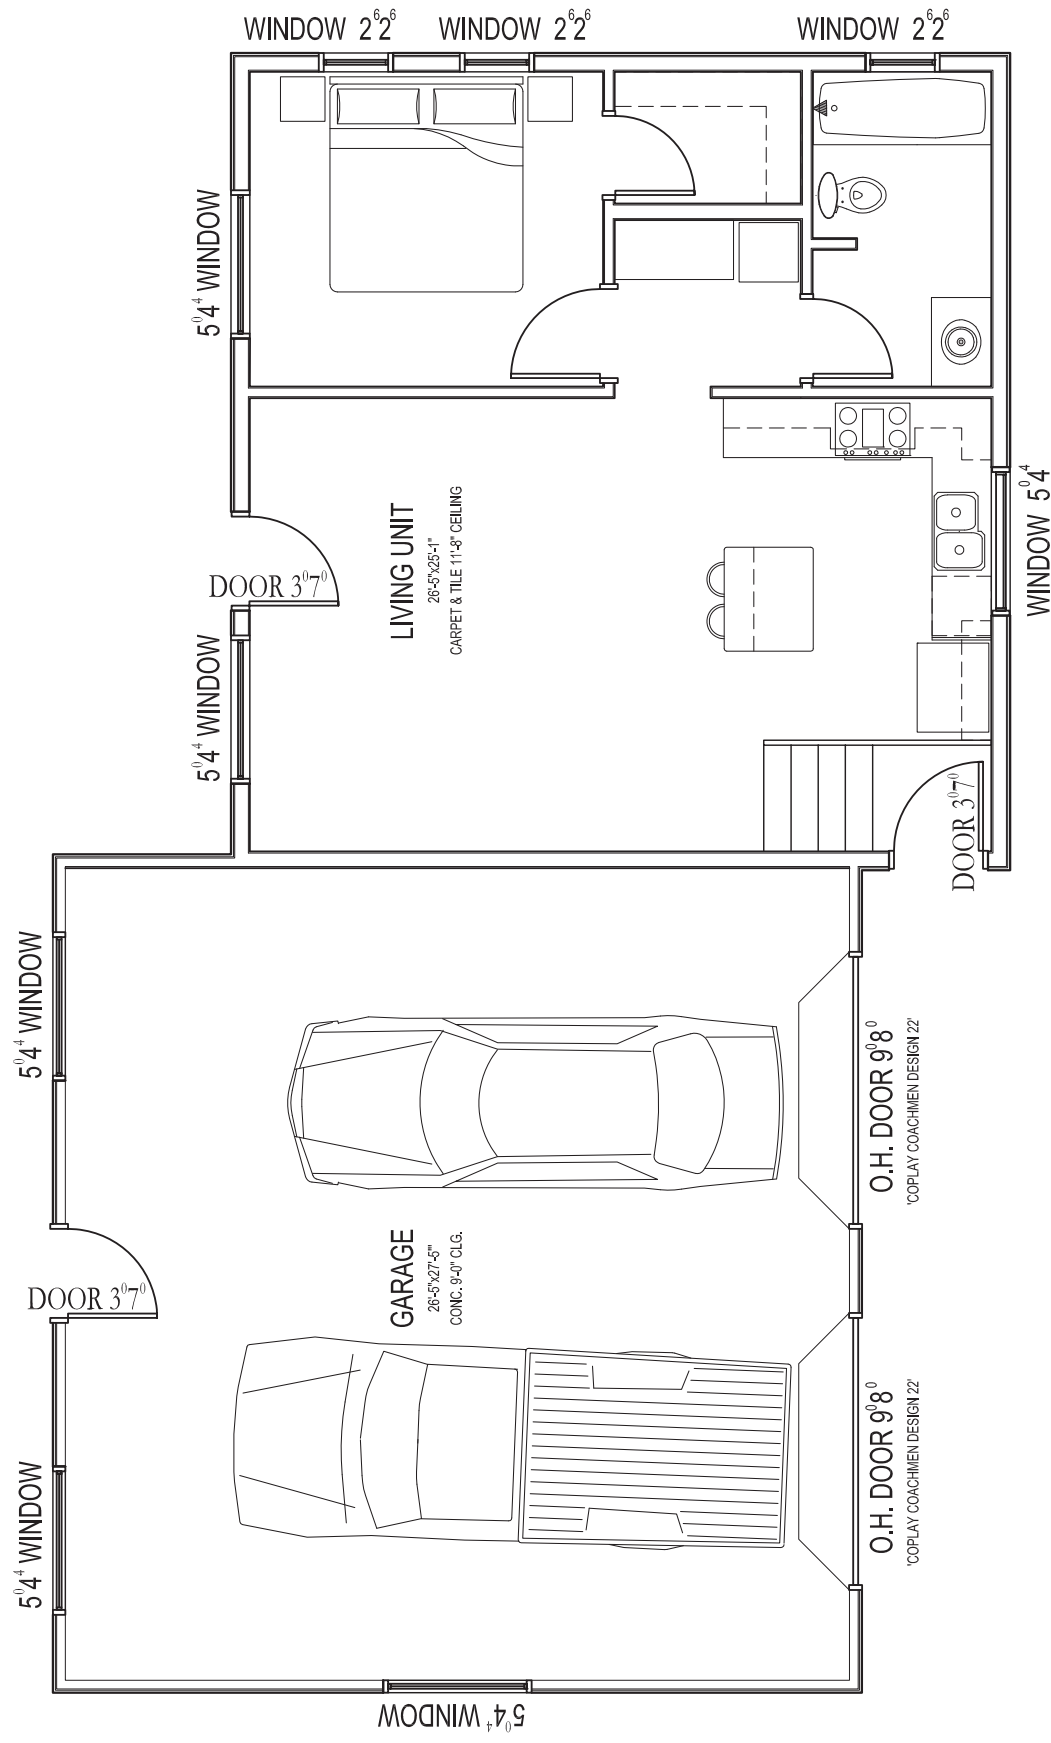 WINDOW 2⁶2⁶
WINDOW 2⁶2⁶
WINDOW 2⁶2⁶
5⁰4⁴ WINDOW
WINDOW 5⁰4⁴
DOOR 3⁰7⁰
LIVING UNIT
26'-5"x25'-1"
CARPET & TILE 11'-8" CEILING
5⁰4⁴ WINDOW
DOOR 3⁰7⁰
5⁰4⁴ WINDOW
O.H. DOOR 9⁰8⁰
'COPLAY COACHMEN DESIGN 22'
DOOR 3⁰7⁰
GARAGE
26'-5"x27'-5"'
CONC. 9'-0" CLG.
O.H. DOOR 9⁰8⁰
'COPLAY COACHMEN DESIGN 22'
5⁰4⁴ WINDOW
5⁰4⁴ WINDOW